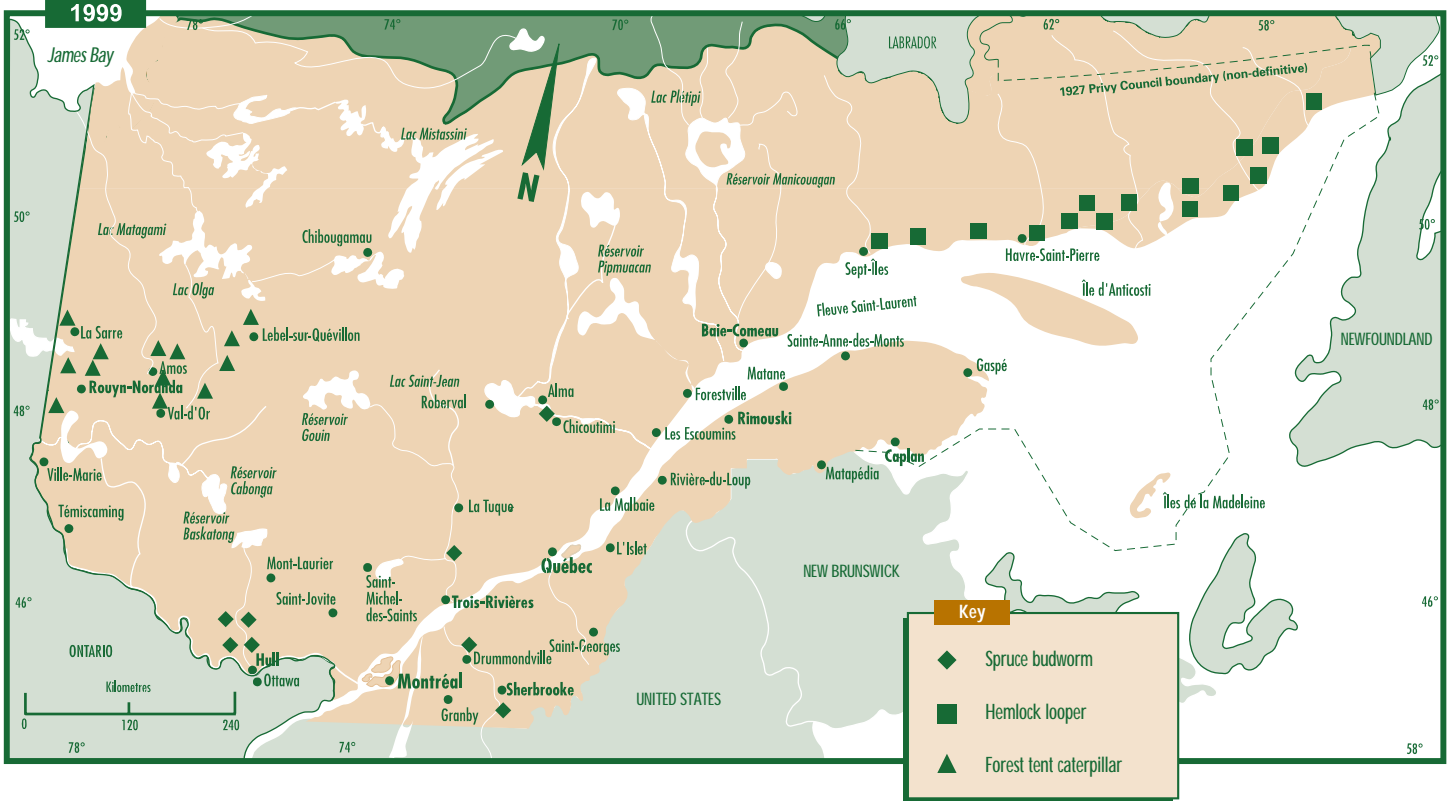 1999
78°
74°
70°
66°
62°
58°
52°
52°
James Bay
LABRADOR
1927 Privy Council boundary (non-definitive)
Lac Plétipi
Lac Mistassini
N
Réservoir Manicouagan
50°
50°
Lac Matagami
Chibougamau
Réservoir
Pipmuacan
Sept-Îles
Havre-Saint-Pierre
Lac Olga
Île d'Anticosti
Fleuve Saint-Laurent
La Sarre
Lebel-sur-Quévillon
Baie-Comeau
Sainte-Anne-des-Monts
NEWFOUNDLAND
Amos
Gaspé
Rouyn-Noranda
Lac Saint-Jean
Matane
Alma
Forestville
Roberval
48°
48°
Val-d'Or
Réservoir
Gouin
Chicoutimi
Rimouski
Les Escoumins
Caplan
Ville-Marie
Réservoir
Cabonga
Matapédia
Rivière-du-Loup
La Malbaie
Îles de la Madeleine
Témiscaming
La Tuque
Réservoir
Baskatong
L'Islet
Québec
Mont-Laurier
NEW BRUNSWICK
Saint-
Michel-
des-Saints
Saint-Jovite
Trois-Rivières
46°
46°
Saint-Georges
ONTARIO
Hull
Drummondville
Ottawa
Montréal
Sherbrooke
Kilometres
UNITED STATES
Granby
0
120
240
78°
74°
58°
Key
Spruce budworm
Hemlock looper
Forest tent caterpillar